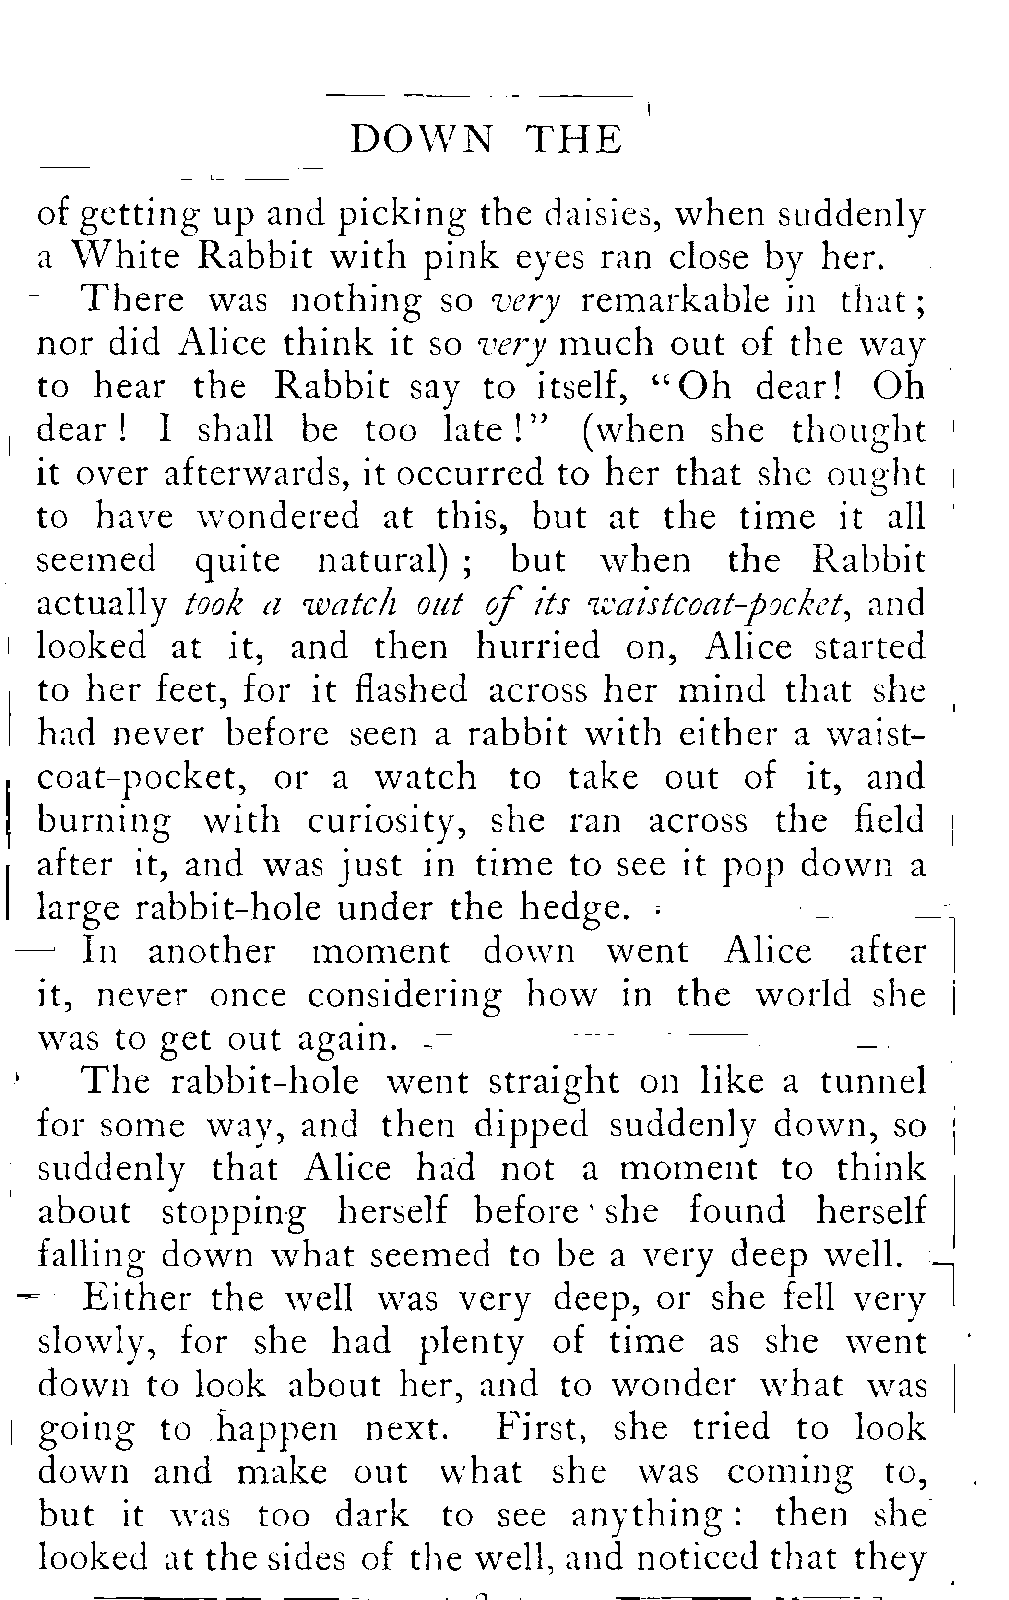 DOWN THE
of getting up and picking the daisies, when suddenly
a White Rabbit with pink eyes ran close by her.
There was nothing so very remarkable in that;
nor did Alice think it so very much out of the way
to hear the Rabbit say to itself, "Oh dear! Oh
dear! I shall be too late!" (when she thought
it over afterwards, it occurred to her that she ought
to have wondered at this, but at the time it all
seemed quite natural); but when the Rabbit
actually took a watch out of its waistcoat-pocket, and
looked at it, and then hurried on, Alice started
to her feet, for it flashed across her mind that she
had never before seen a rabbit with either a waist-
coat-pocket, or a watch to take out of it, and
burning with curiosity, she ran across the field
after it, and was just in time to see it pop down a
large rabbit-hole under the hedge.
In another moment down went Alice after
it, never once considering how in the world she
was to get out again.
The rabbit-hole went straight on like a tunnel
for some way, and then dipped suddenly down, so
suddenly that Alice had not a moment to think
about stopping herself before she found herself
falling down what seemed to be a very deep well.
Either the well was very deep, or she fell very
slowly, for she had plenty of time as she went
down to look about her, and to wonder what was
going to happen next. First, she tried to look
down and make out what she was coming to,
but it was too dark to see anything: then she
looked at the sides of the well, and noticed that they